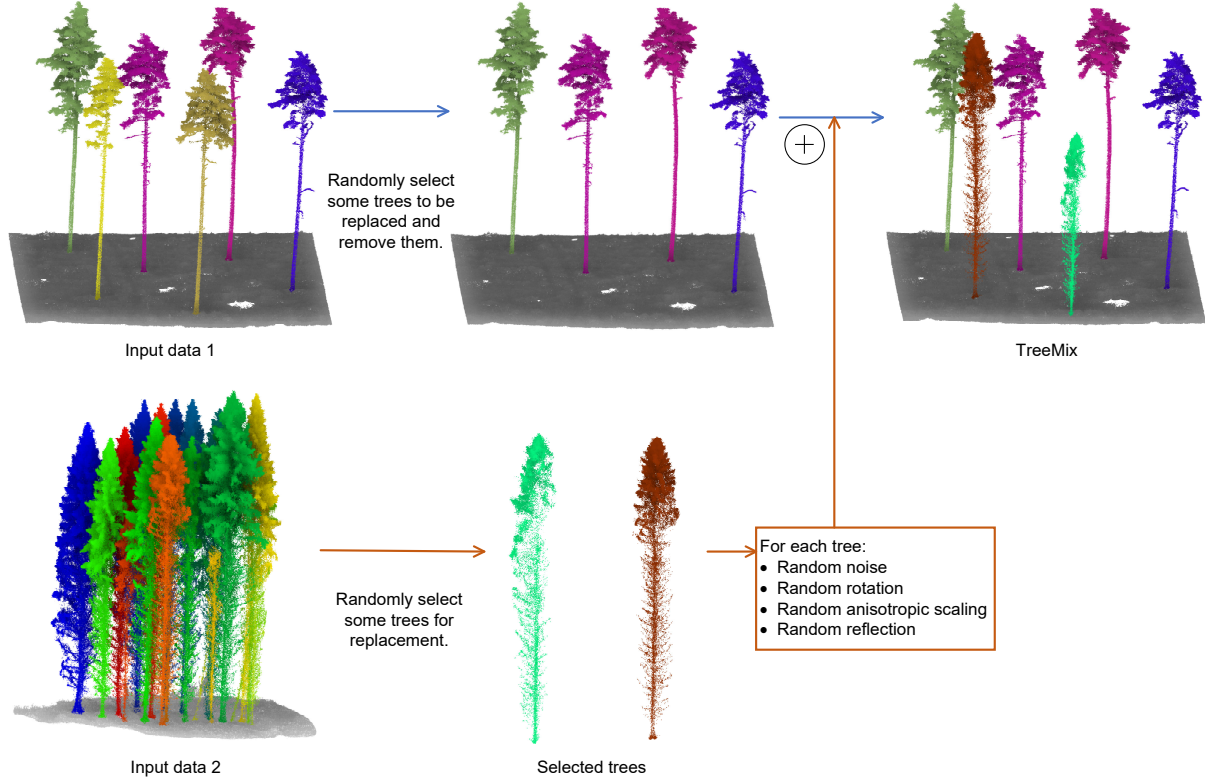 Randomly select
some trees to be
replaced and
remove them.
Input data 1
TreeMix
Randomly select
some trees for
replacement.
For each tree:
• Random noise
• Random rotation
• Random anisotropic scaling
• Random reflection
Input data 2
Selected trees